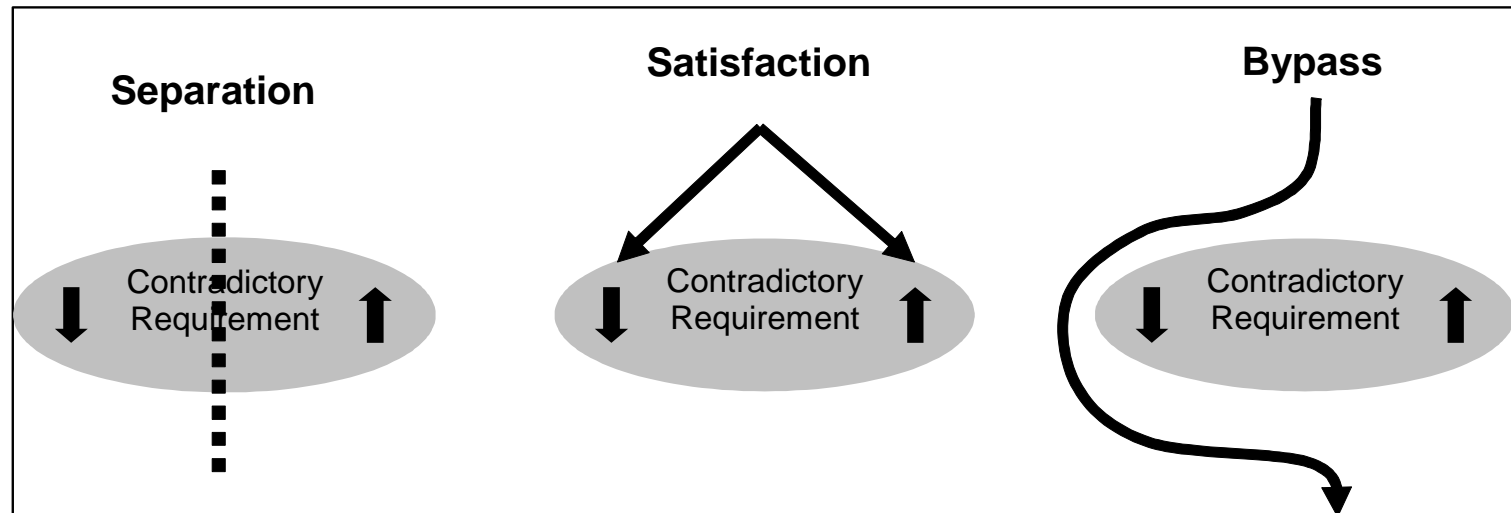 Separation
Contradictory
Requirement
Satisfaction
Contradictory
Requirement
Bypass
Contradictory
Requirement